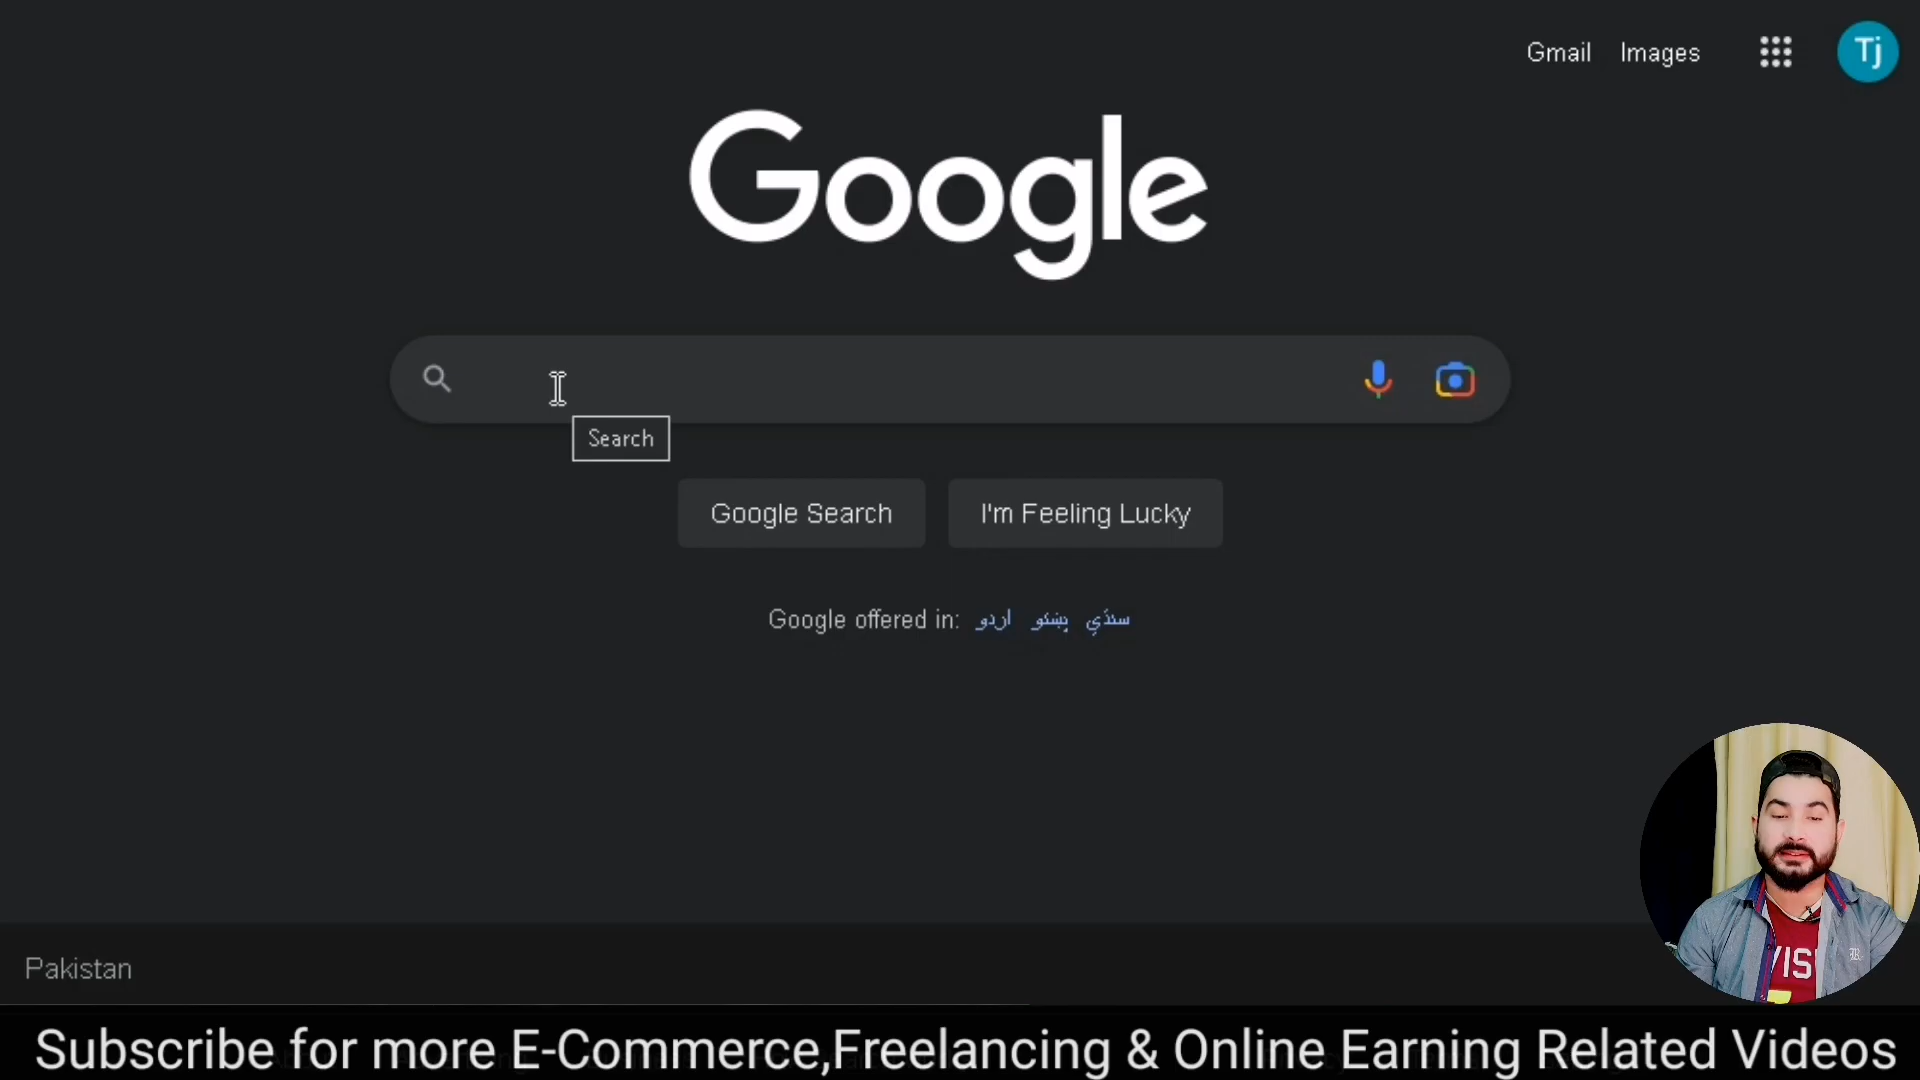 Gmail Images Tj
Google
Search
Google Search I'm Feeling Lucky
Google offered in: اردو پښتو سنڌي
Pakistan
VIS
Subscribe for more E-Commerce,Freelancing & Online Earning Related Videos